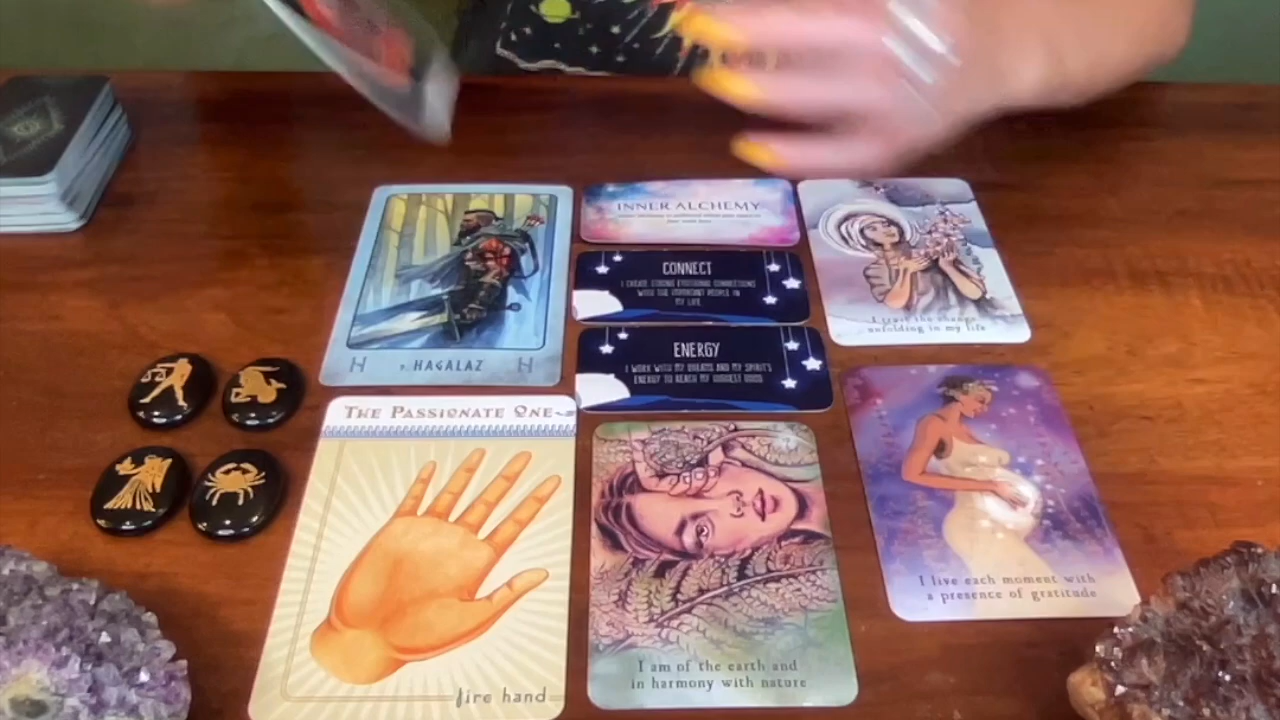 INNER ALCHEMY
CONNECT
I CREATE STRONG EMOTIONAL CONNECTIONS
WITH THE IMPORTANT PEOPLE IN
MY LIFE
I trust the change
unfolding in my life
ENERGY
I WORK WITH MY DREAMS AND MY SPIRIT'S
ENERGY TO REACH MY BIGGEST GOALS
H HAGALAZ H
THE PASSIONATE ONE
fire hand
I am of the earth and
in harmony with nature
I live each moment with
a presence of gratitude